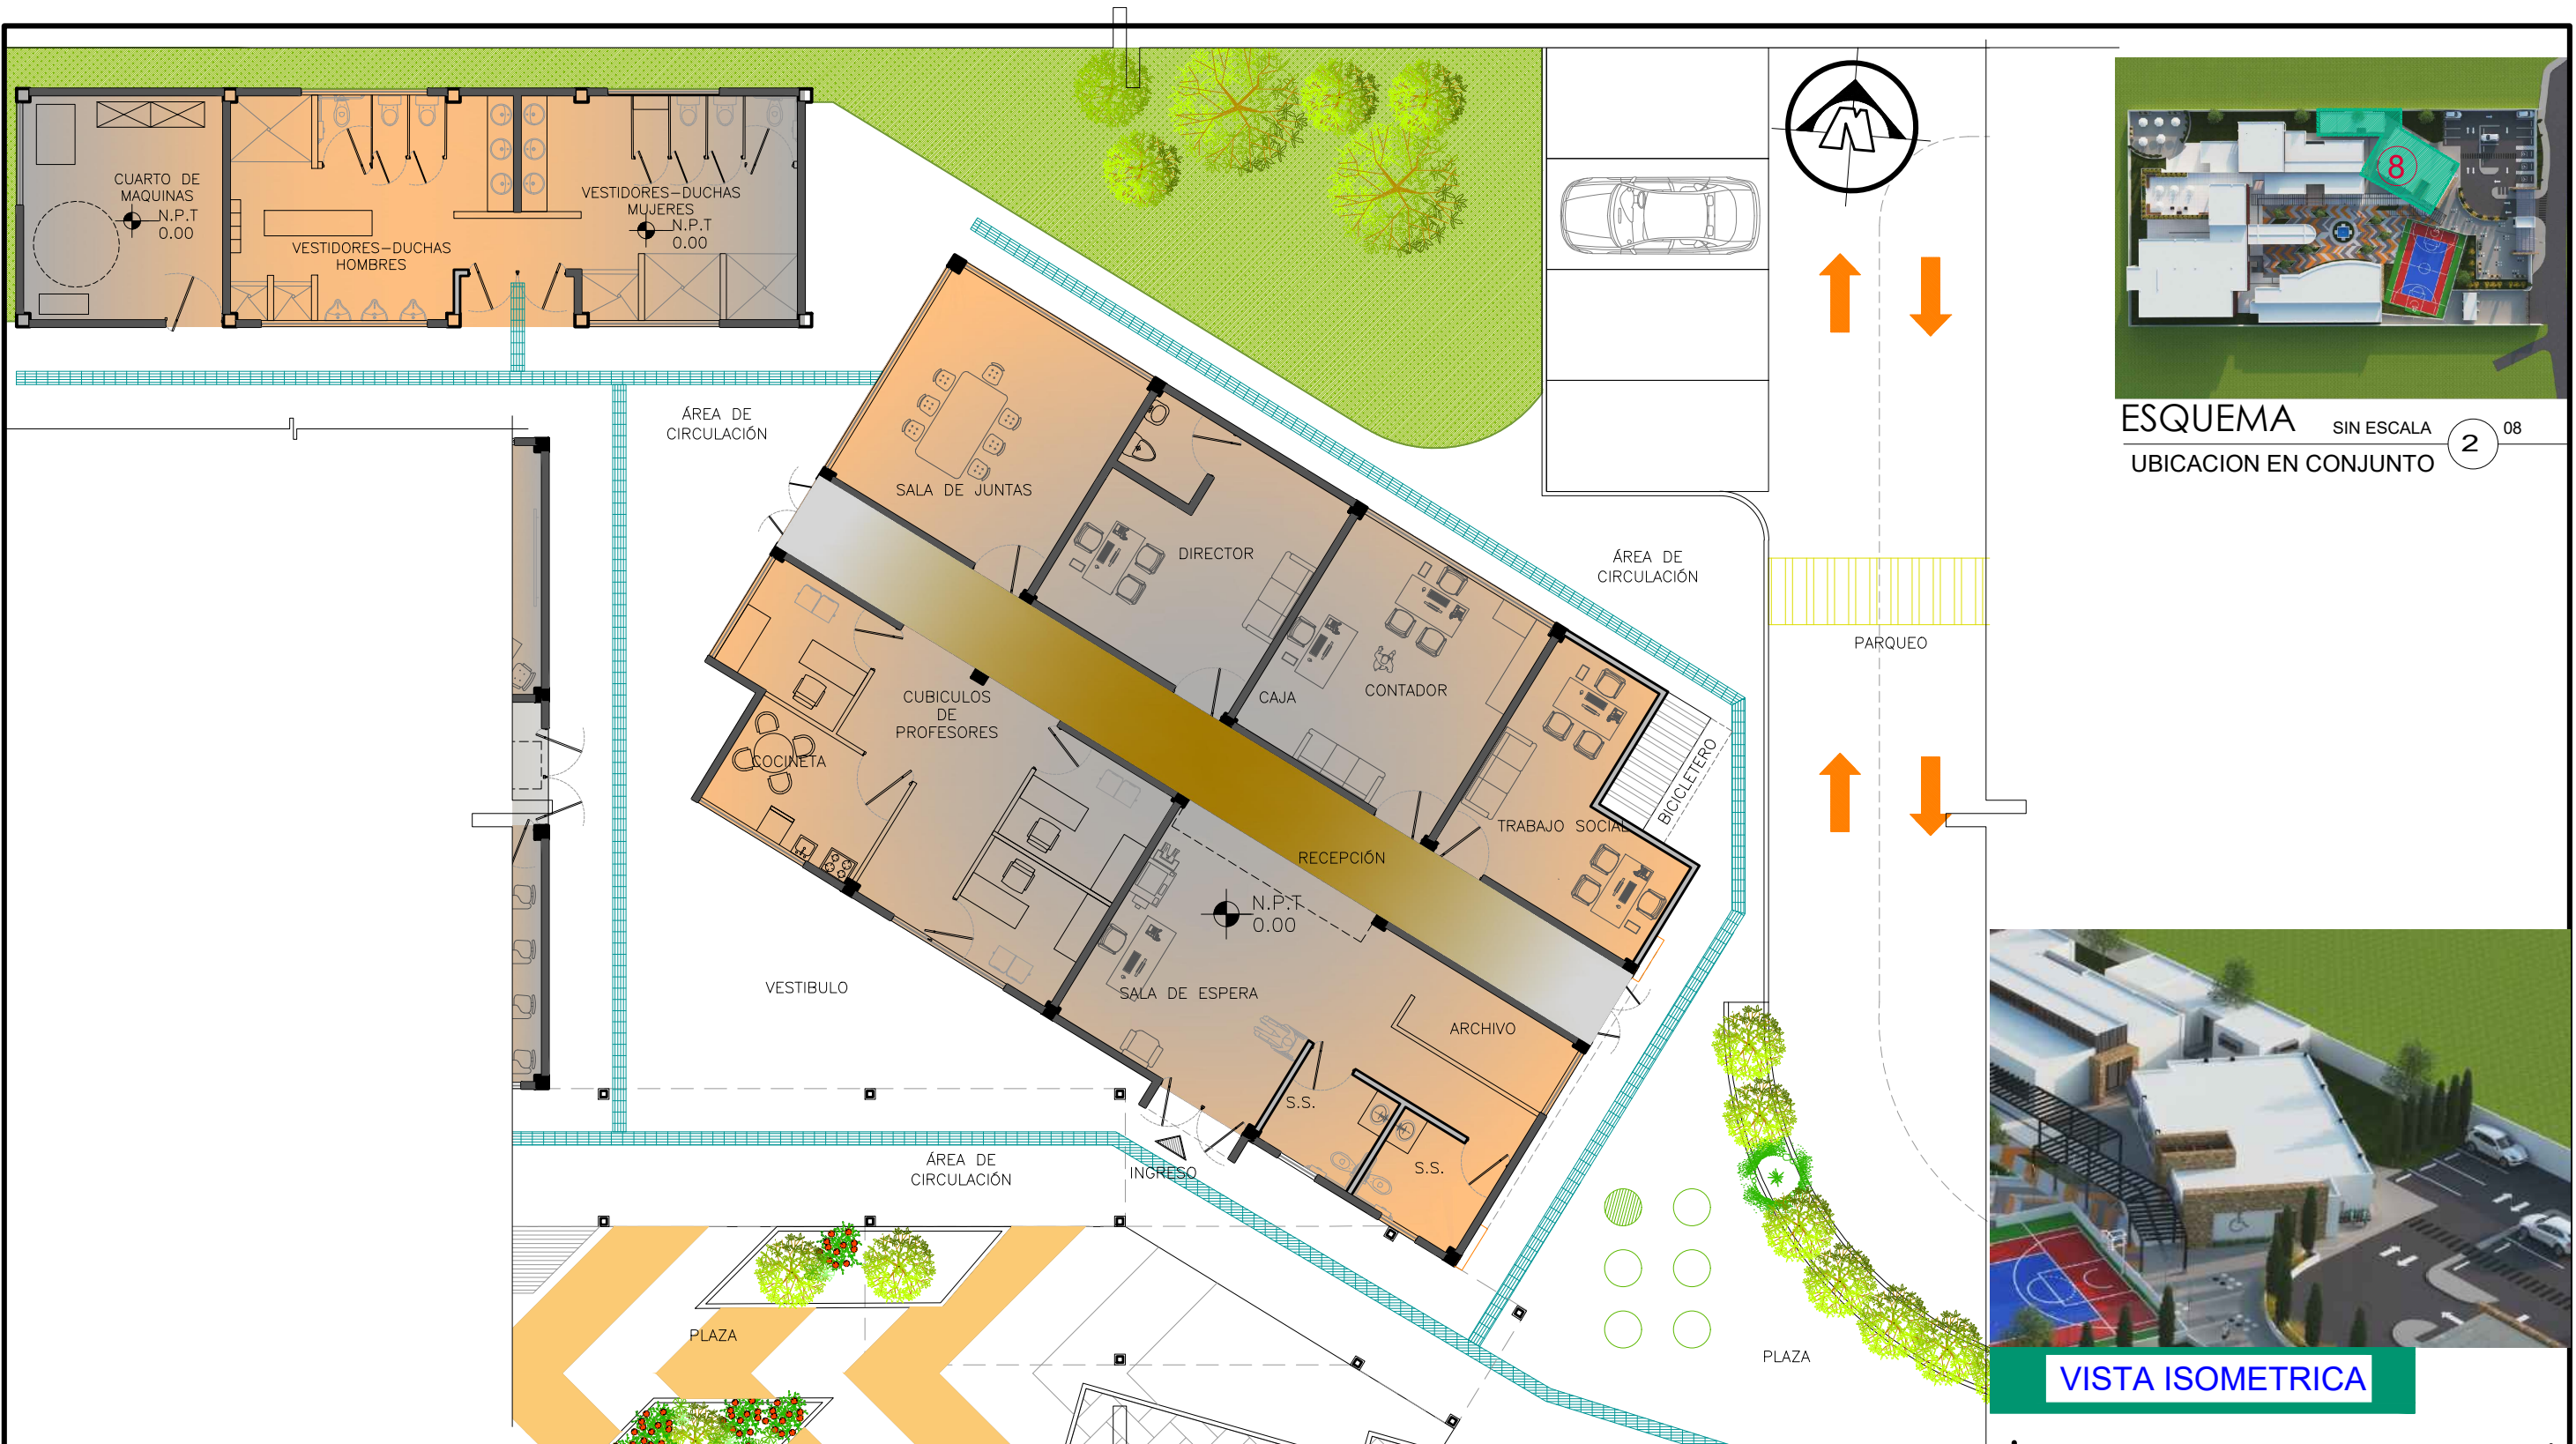 CUARTO DE
MAQUINAS
N.P.T
0.00
VESTIDORES-DUCHAS
HOMBRES
VESTIDORES-DUCHAS
MUJERES
N.P.T
0.00
8
ESQUEMA
SIN ESCALA
2
08
UBICACION EN CONJUNTO
ÁREA DE
CIRCULACIÓN
SALA DE JUNTAS
DIRECTOR
ÁREA DE
CIRCULACIÓN
PARQUEO
CUBICULOS
DE
PROFESORES
CAJA
CONTADOR
COCINETA
BICICLETERO
TRABAJO SOCIAL
RECEPCIÓN
N.P.T
0.00
VESTIBULO
SALA DE ESPERA
ARCHIVO
S.S.
S.S.
ÁREA DE
CIRCULACIÓN
INGRESO
PLAZA
PLAZA
VISTA ISOMETRICA